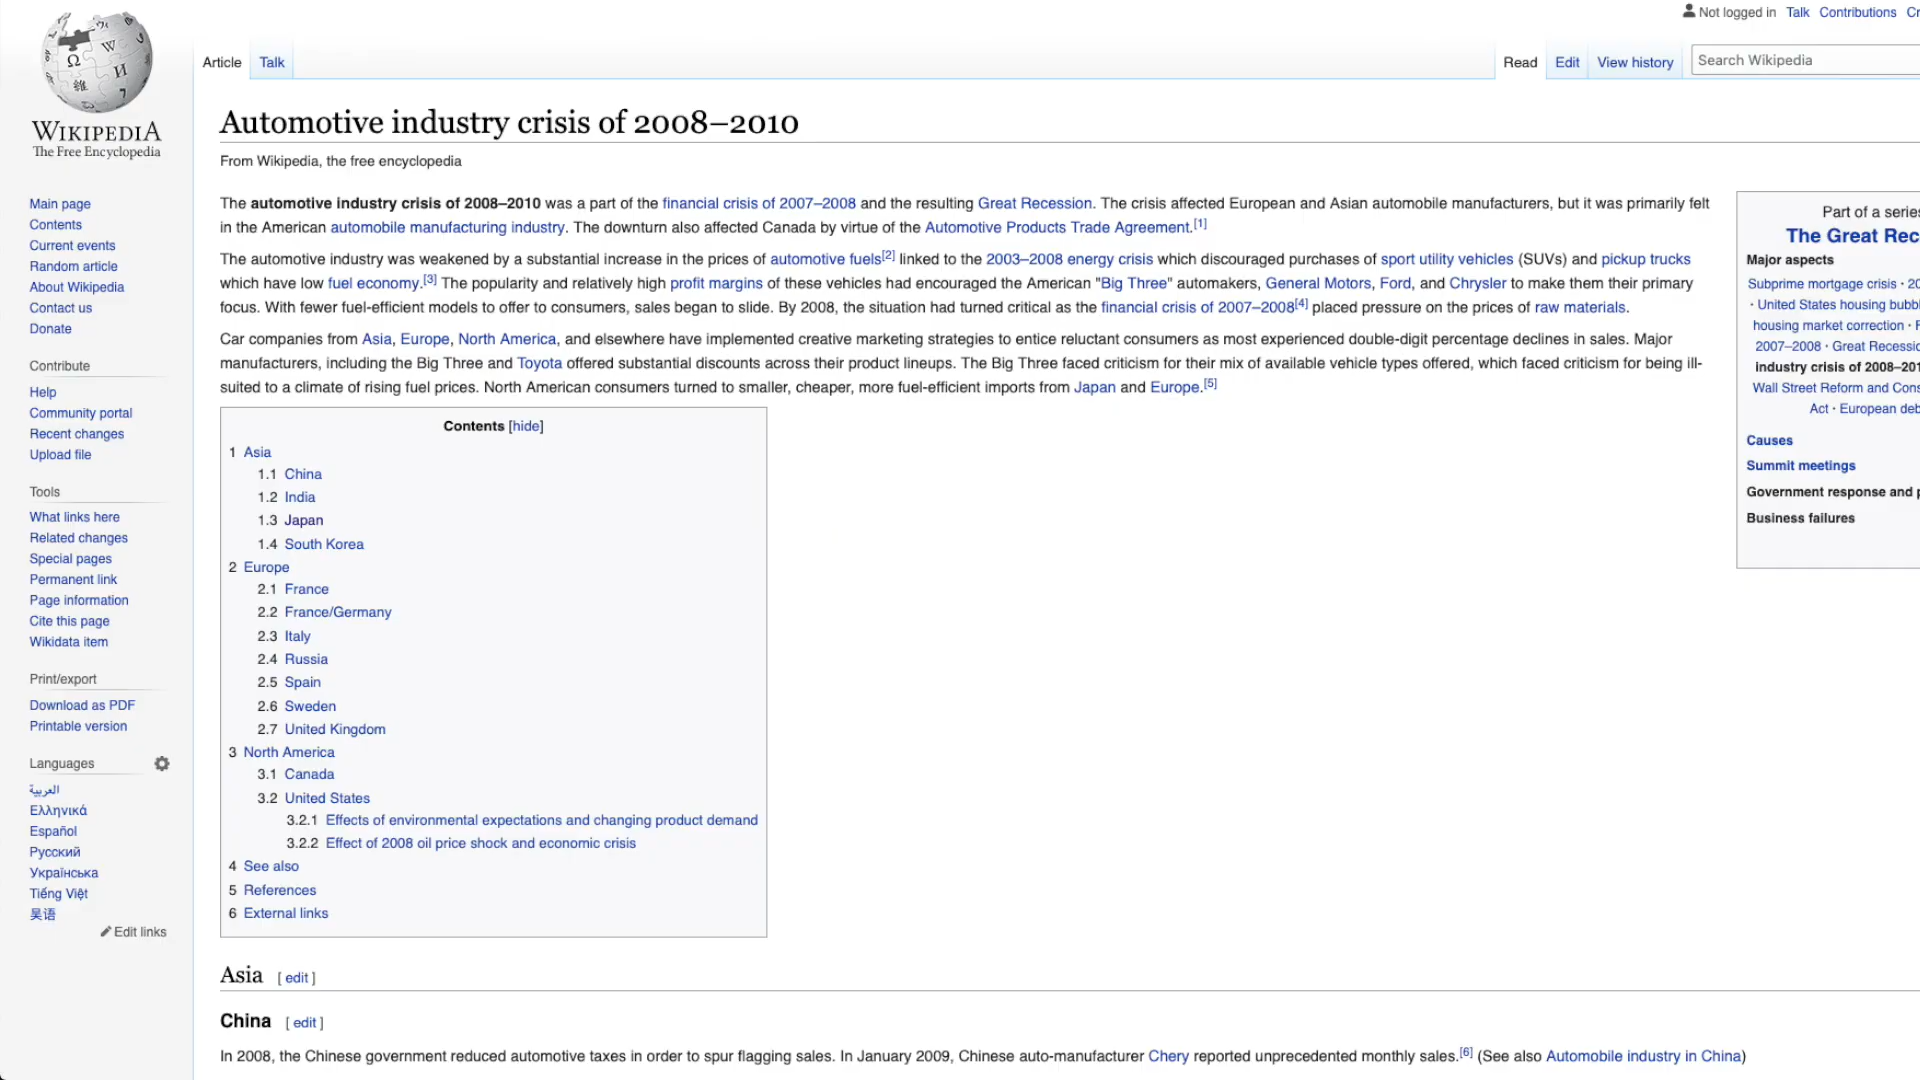 Not logged in Talk Contributions
Article Talk Read Edit View history Search Wikipedia
WIKIPEDIA
The Free Encyclopedia
Main page
Contents
Current events
Random article
About Wikipedia
Contact us
Donate
Contribute
Help
Community portal
Recent changes
Upload file
Tools
What links here
Related changes
Special pages
Permanent link
Page information
Cite this page
Wikidata item
Print/export
Download as PDF
Printable version
Languages
العربية
Ελληνικά
Español
Русский
Українська
Tiếng Việt
吴语
Edit links
Automotive industry crisis of 2008–2010
From Wikipedia, the free encyclopedia
The automotive industry crisis of 2008–2010 was a part of the financial crisis of 2007–2008 and the resulting Great Recession. The crisis affected European and Asian automobile manufacturers, but it was primarily felt
in the American automobile manufacturing industry. The downturn also affected Canada by virtue of the Automotive Products Trade Agreement.[1]
The automotive industry was weakened by a substantial increase in the prices of automotive fuels[2] linked to the 2003–2008 energy crisis which discouraged purchases of sport utility vehicles (SUVs) and pickup trucks
which have low fuel economy.[3] The popularity and relatively high profit margins of these vehicles had encouraged the American "Big Three" automakers, General Motors, Ford, and Chrysler to make them their primary
focus. With fewer fuel-efficient models to offer to consumers, sales began to slide. By 2008, the situation had turned critical as the financial crisis of 2007–2008[4] placed pressure on the prices of raw materials.
Car companies from Asia, Europe, North America, and elsewhere have implemented creative marketing strategies to entice reluctant consumers as most experienced double-digit percentage declines in sales. Major
manufacturers, including the Big Three and Toyota offered substantial discounts across their product lineups. The Big Three faced criticism for their mix of available vehicle types offered, which faced criticism for being ill-
suited to a climate of rising fuel prices. North American consumers turned to smaller, cheaper, more fuel-efficient imports from Japan and Europe.[5]
Contents [hide]
1 Asia
1.1 China
1.2 India
1.3 Japan
1.4 South Korea
2 Europe
2.1 France
2.2 France/Germany
2.3 Italy
2.4 Russia
2.5 Spain
2.6 Sweden
2.7 United Kingdom
3 North America
3.1 Canada
3.2 United States
3.2.1 Effects of environmental expectations and changing product demand
3.2.2 Effect of 2008 oil price shock and economic crisis
4 See also
5 References
6 External links
Part of a series
The Great
Major aspects
Subprime mortgage crisis ·
· United States housing
housing market correction ·
2007–2008 · Great
industry crisis of
Wall Street Reform and
Act · European
Causes
Summit meetings
Government response and
Business failures
Asia [ edit ]
China [ edit ]
In 2008, the Chinese government reduced automotive taxes in order to spur flagging sales. In January 2009, Chinese auto-manufacturer Chery reported unprecedented monthly sales.[6] (See also Automobile industry in China)